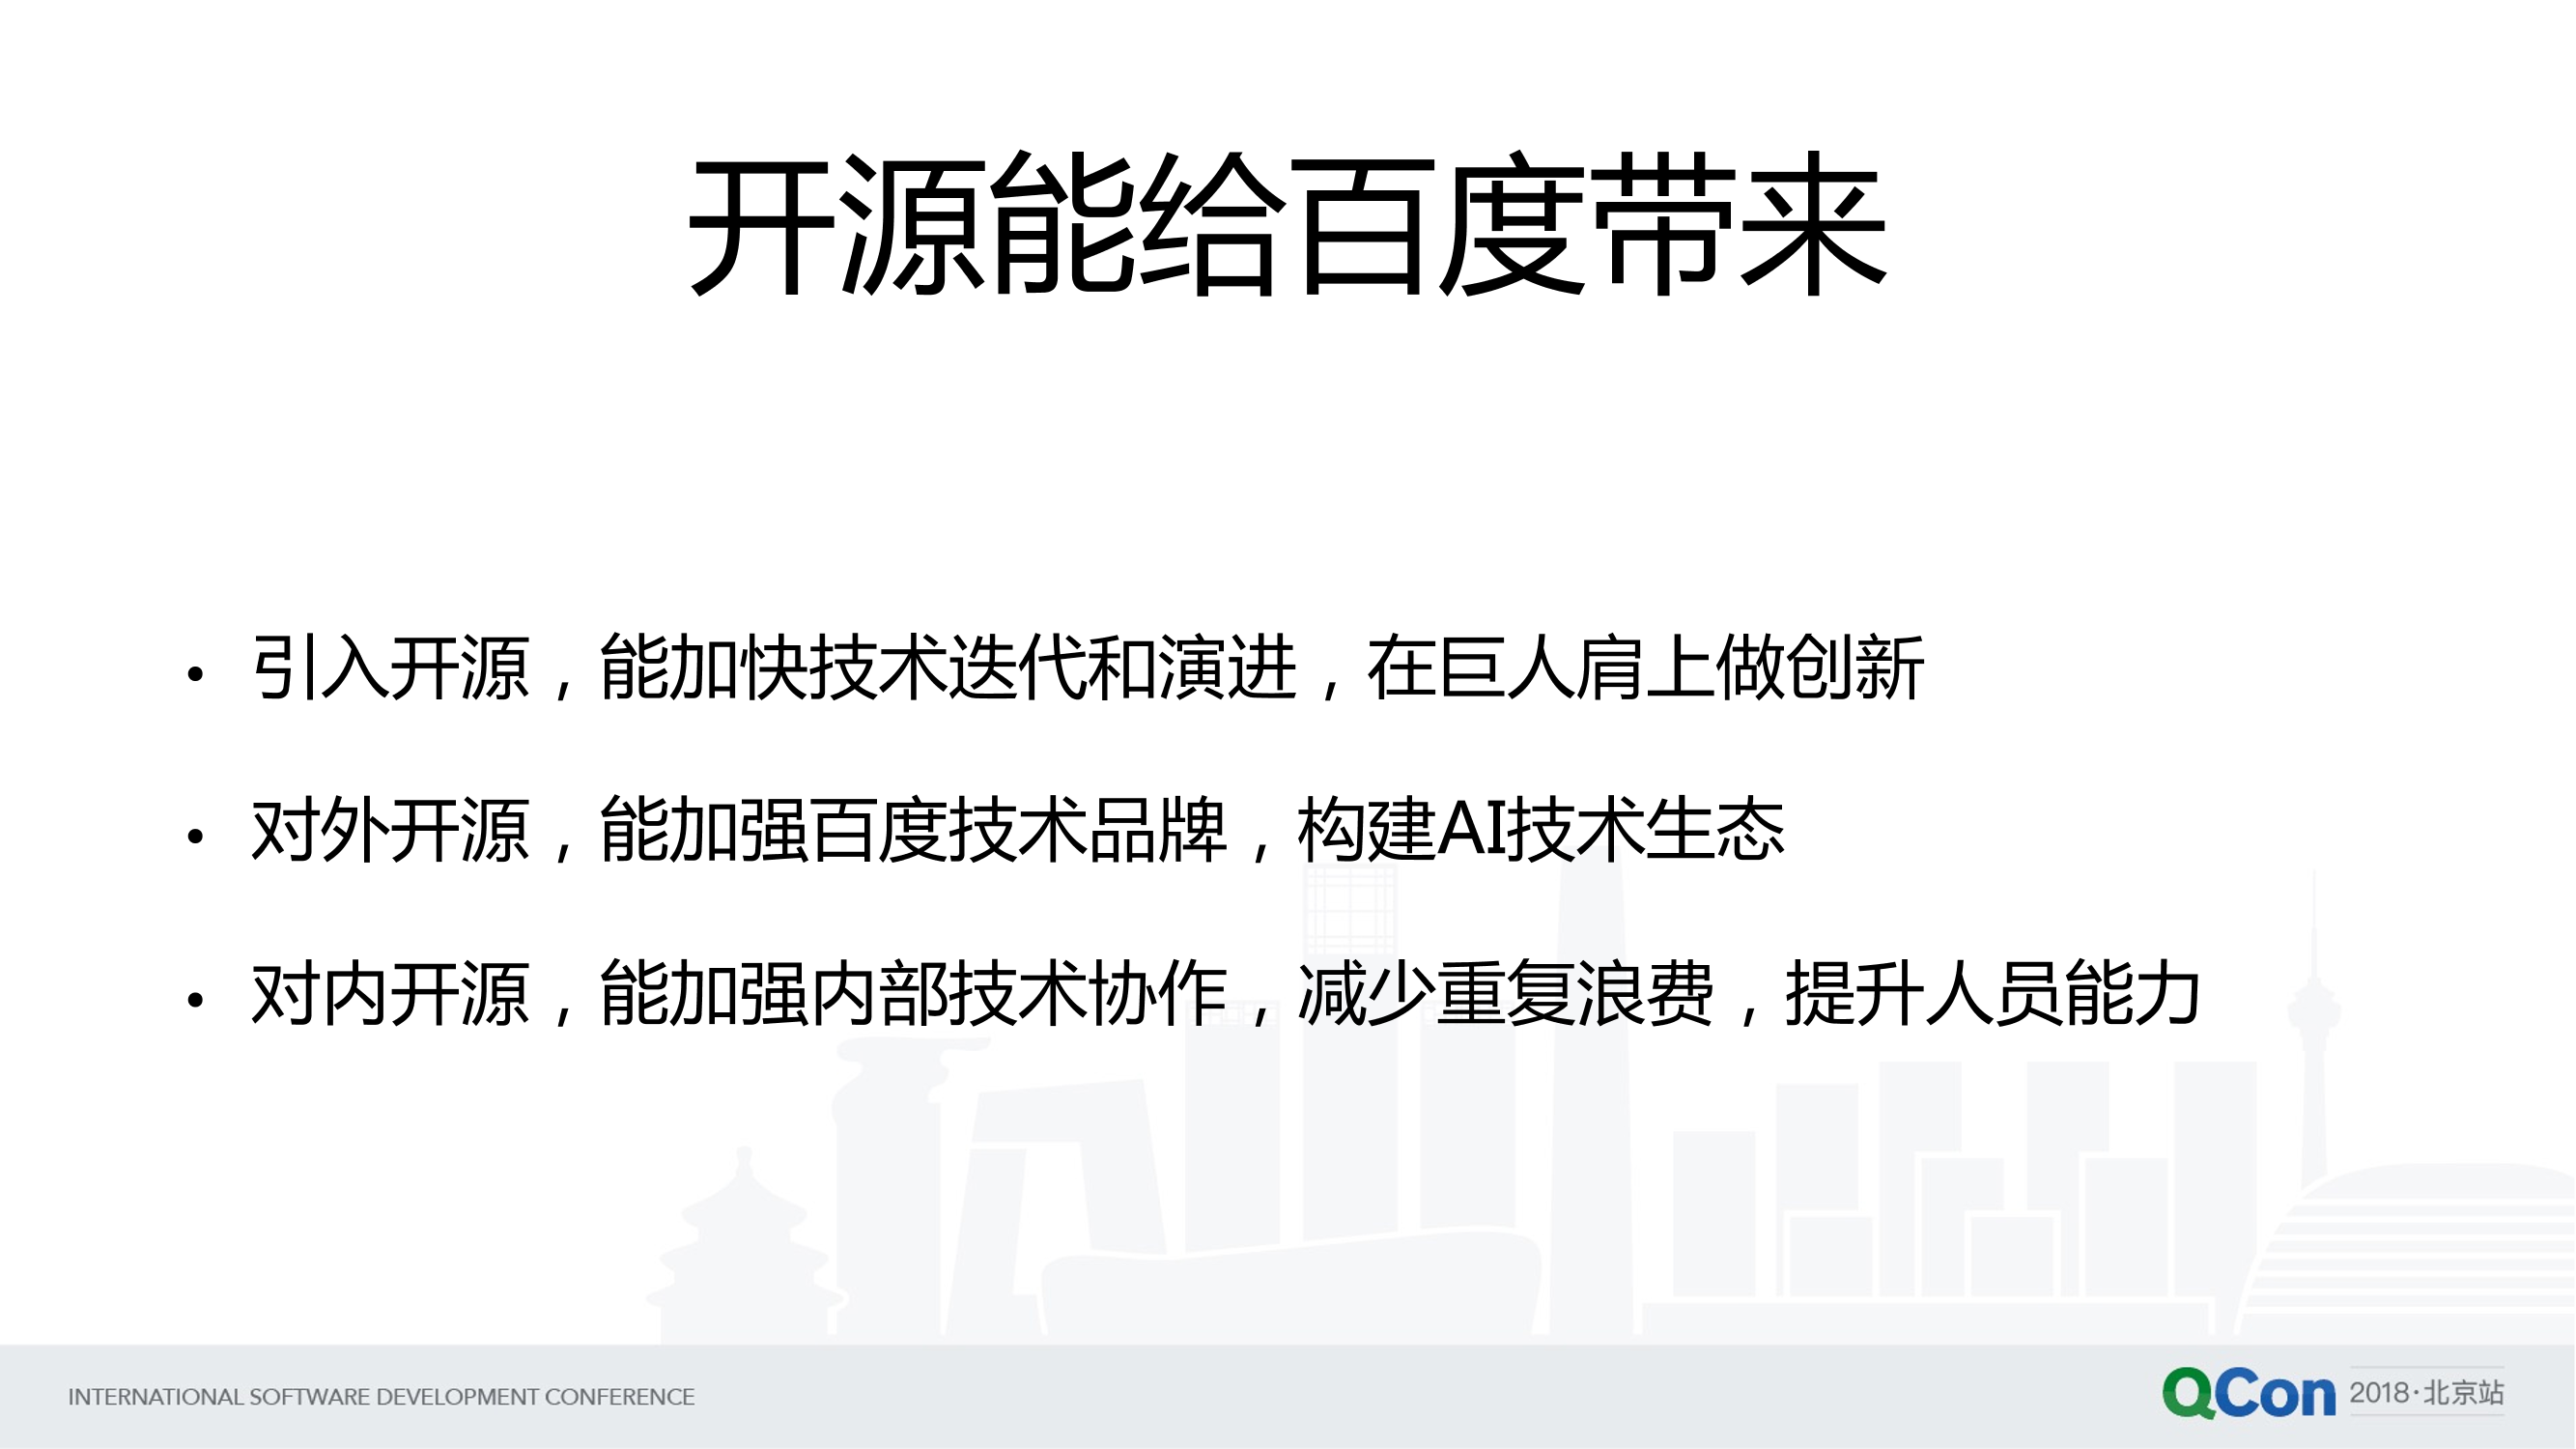 开源能给百度带来
• 引入开源，能加快技术迭代和演进，在巨人肩上做创新
• 对外开源，能加强百度技术品牌，构建AI技术生态
• 对内开源，能加强内部技术协作，减少重复浪费，提升人员能力
INTERNATIONAL SOFTWARE DEVELOPMENT CONFERENCE
QCon 2018·北京站